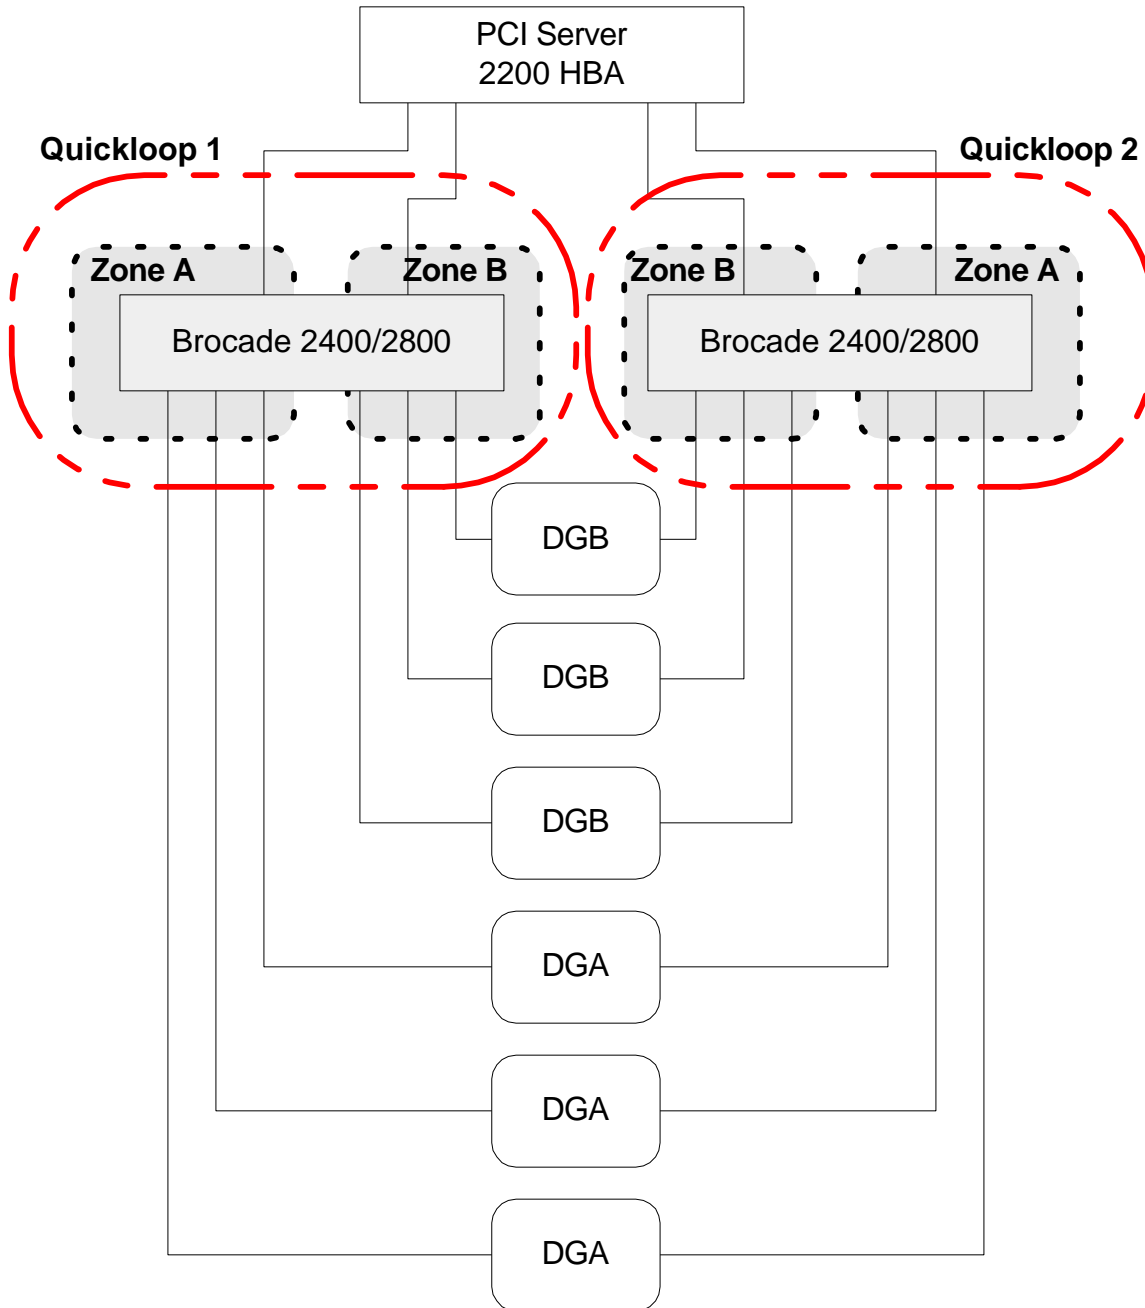 PCI Server
2200 HBA
Quickloop 1
Quickloop 2
Zone A
Zone B
Zone B
Zone A
Brocade 2400/2800
Brocade 2400/2800
DGB
DGB
DGB
DGA
DGA
DGA